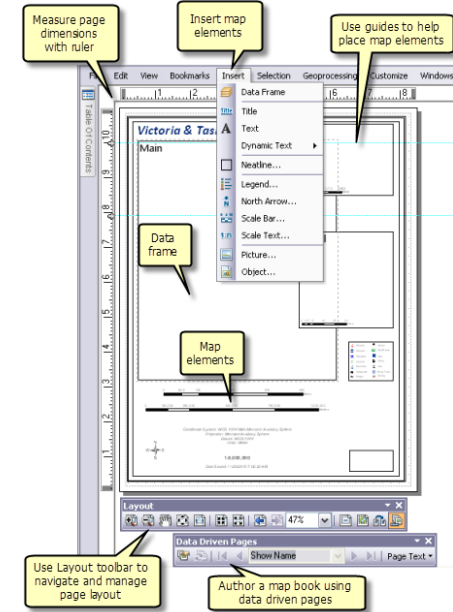 Measure page
dimensions
with ruler
Insert map
elements
Use guides to help
place map elements
Edit View Bookmarks Insert Selection Geoprocessing Customize Windows
Table Of Contents
Data Frame
Title
Text
Dynamic Text
Neatline...
Legend...
North Arrow...
Scale Bar...
Scale Text...
Picture...
Object...
Victoria & Tas
Main
Data
frame
Map
elements
Layout
47%
Data Driven Pages
Show Name
Page Text
Use Layout toolbar to
navigate and manage
page layout
Author a map book using
data driven pages